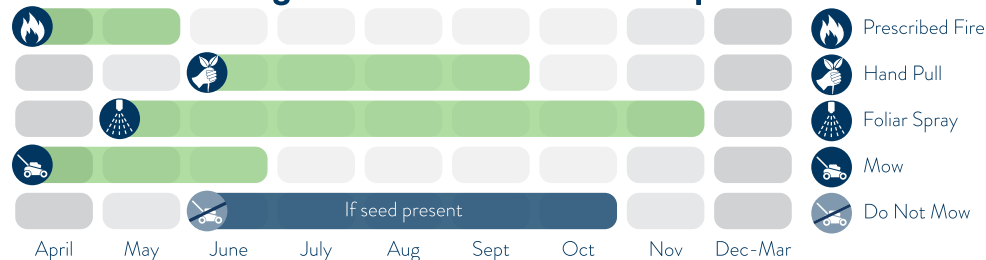 Prescribed Fire
Hand Pull
Foliar Spray
Mow
If seed present
Do Not Mow
April May June July Aug Sept Oct Nov Dec-Mar